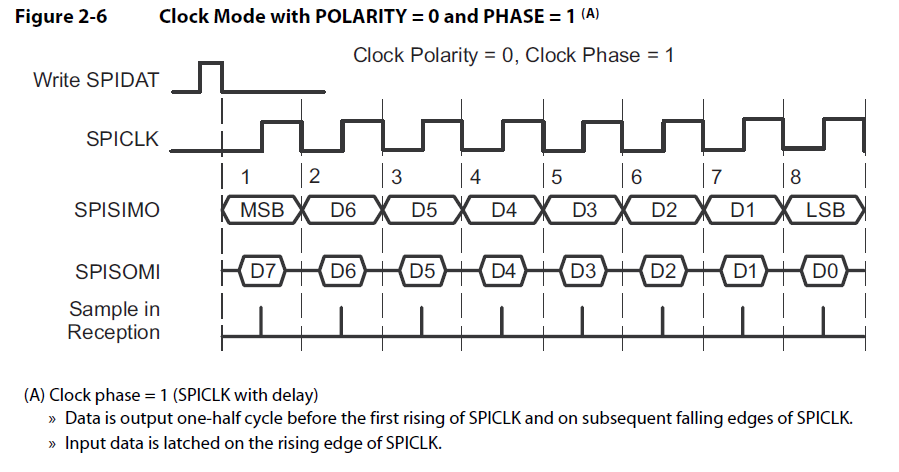 Figure 2-6 Clock Mode with POLARITY = 0 and PHASE = 1 (A)
Clock Polarity = 0, Clock Phase = 1
Write SPIDAT
SPICLK
1 2 3 4 5 6 7 8
SPISIMO MSB D6 D5 D4 D3 D2 D1 LSB
SPISOMI D7 D6 D5 D4 D3 D2 D1 D0
Sample in
Reception
(A) Clock phase = 1 (SPICLK with delay)
» Data is output one-half cycle before the first rising of SPICLK and on subsequent falling edges of SPICLK.
» Input data is latched on the rising edge of SPICLK.